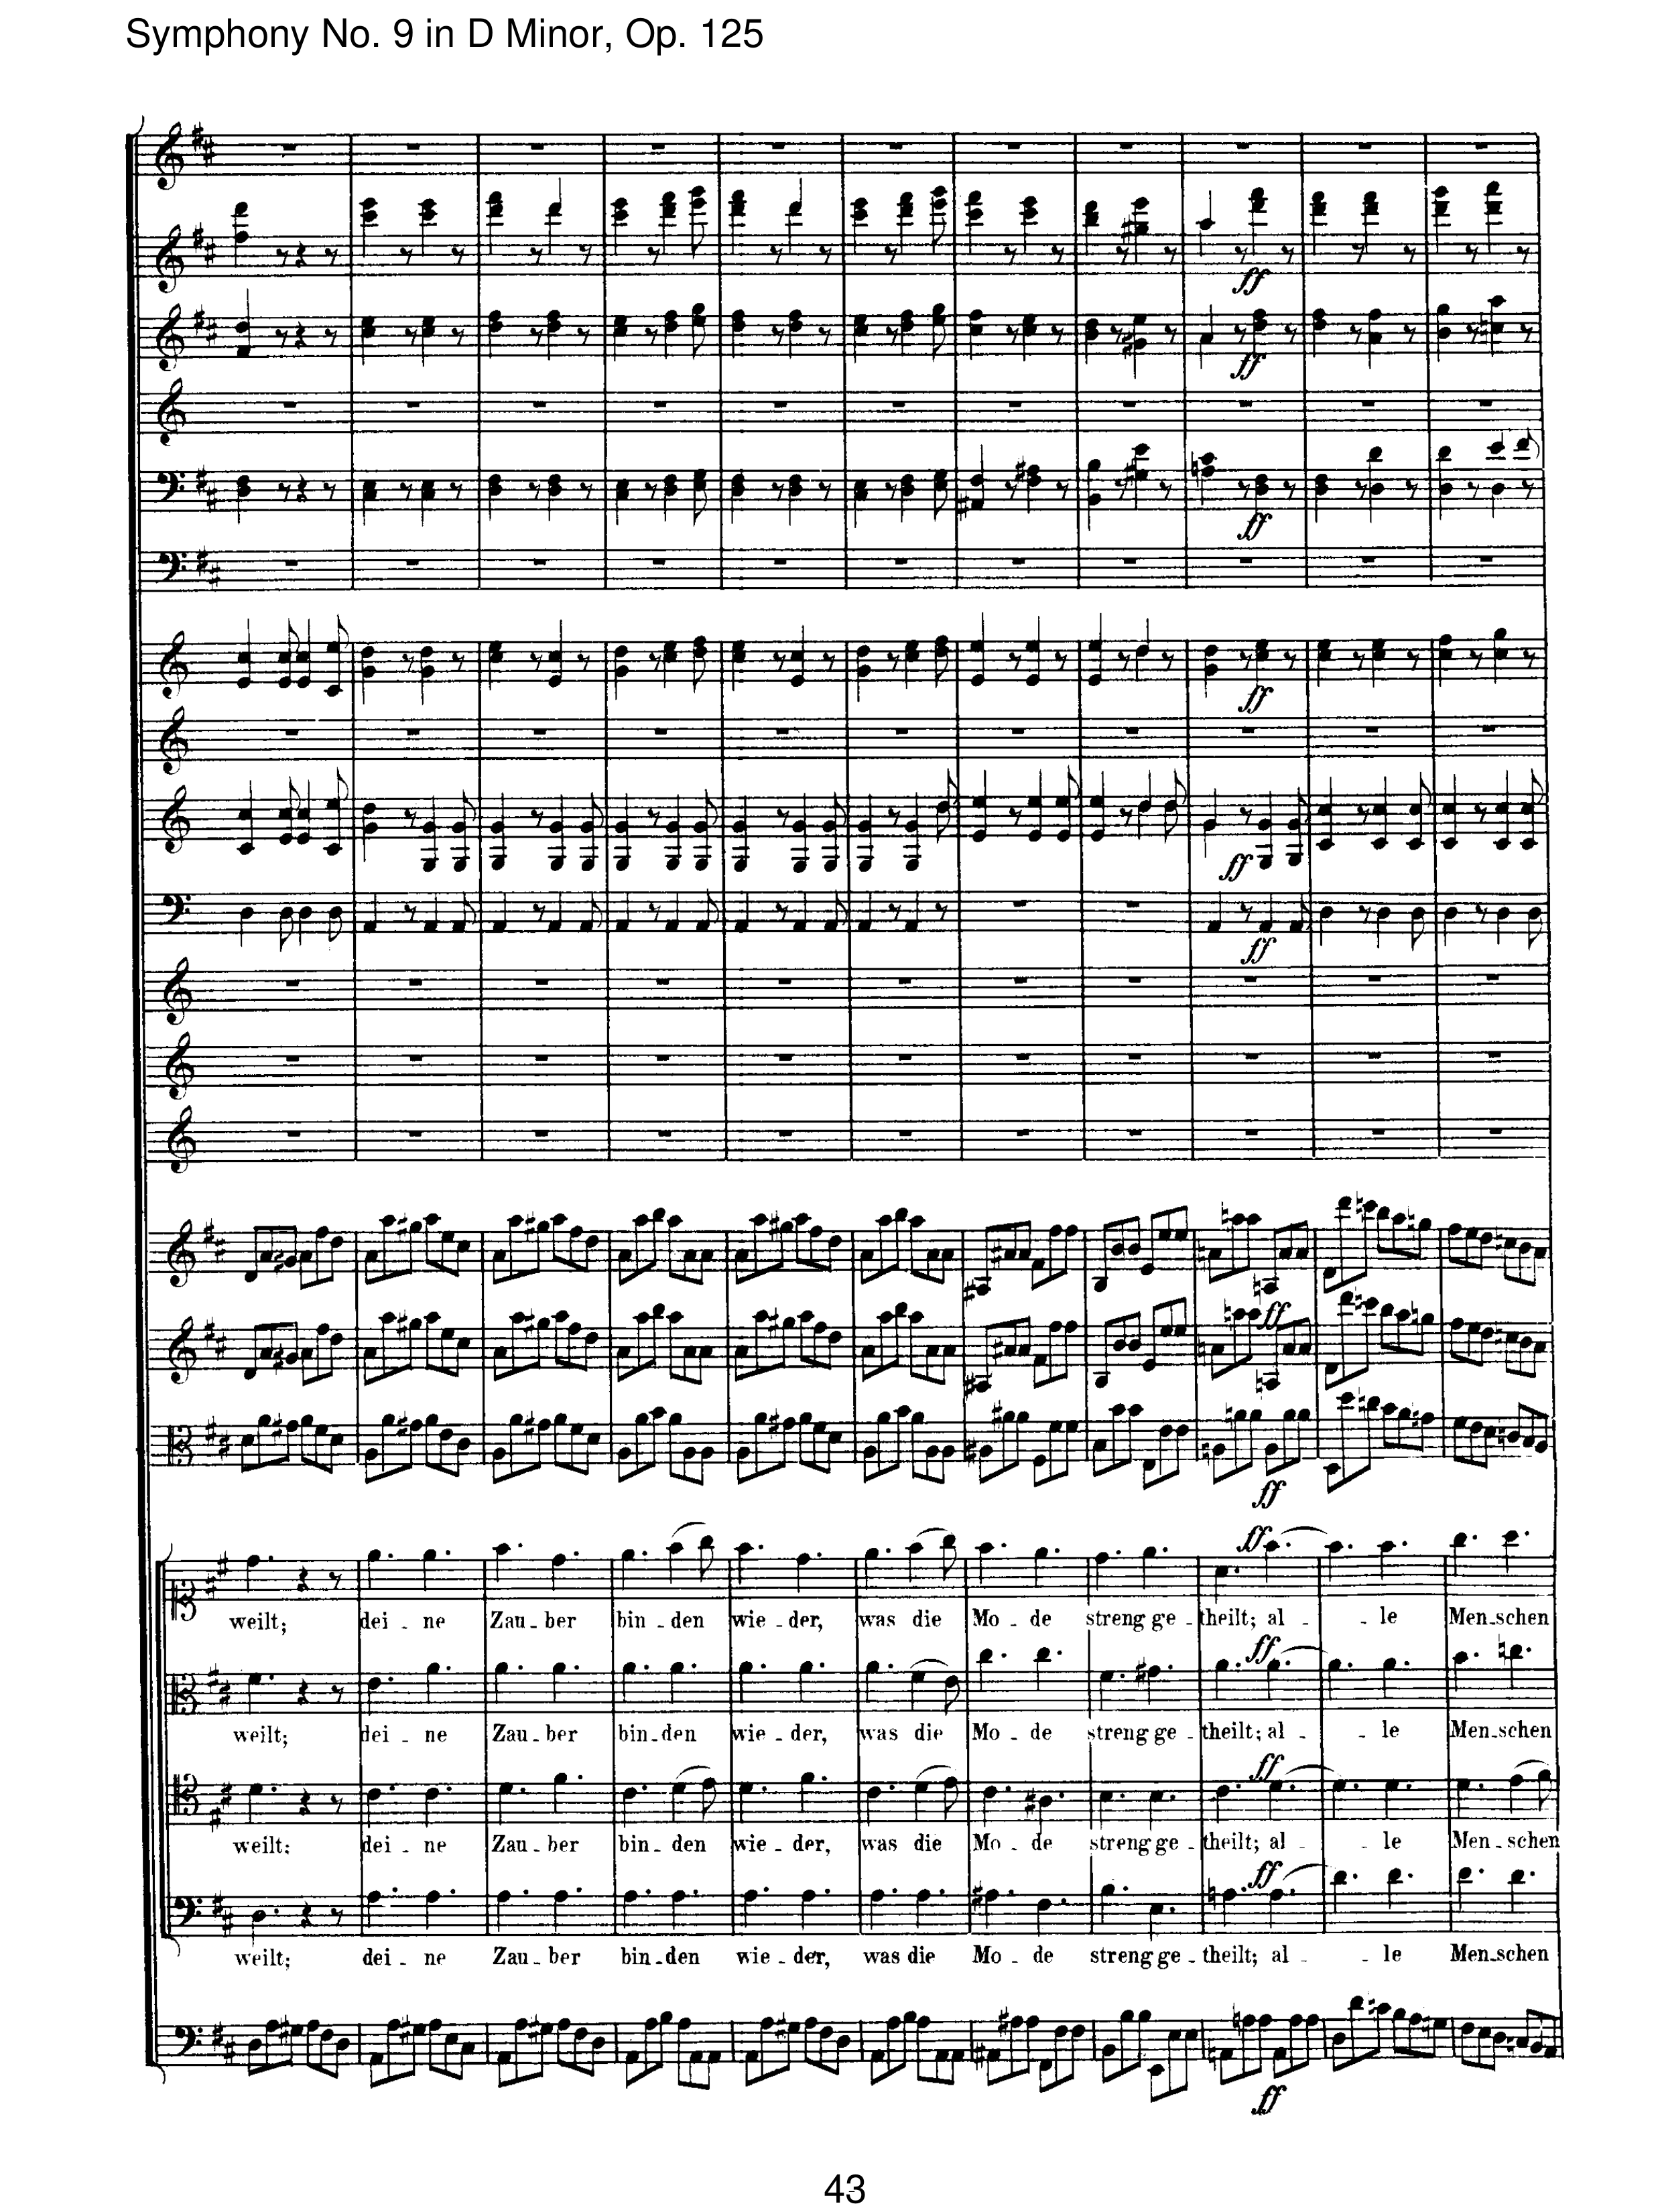 Symphony No. 9 in D Minor, Op. 125
ff
ff
ff
ff
ff
ff
ff
ff
ff
weilt; dei - ne Zau - ber bin - den wie - der, was die Mo - de streng ge - theilt; al - - le Men - schen
ff
weilt; dei - ne Zau - ber bin - den wie - der, was die Mo - de streng ge - theilt; al - - le Men - schen
ff
weilt: dei - ne Zau - ber bin - den wie - der, was die Mo - de streng ge - theilt; al - - le Men - schen
ff
weilt; dei - ne Zau - ber bin - den wie - der, was die Mo - de streng ge - theilt; al - - le Men - schen
ff
43